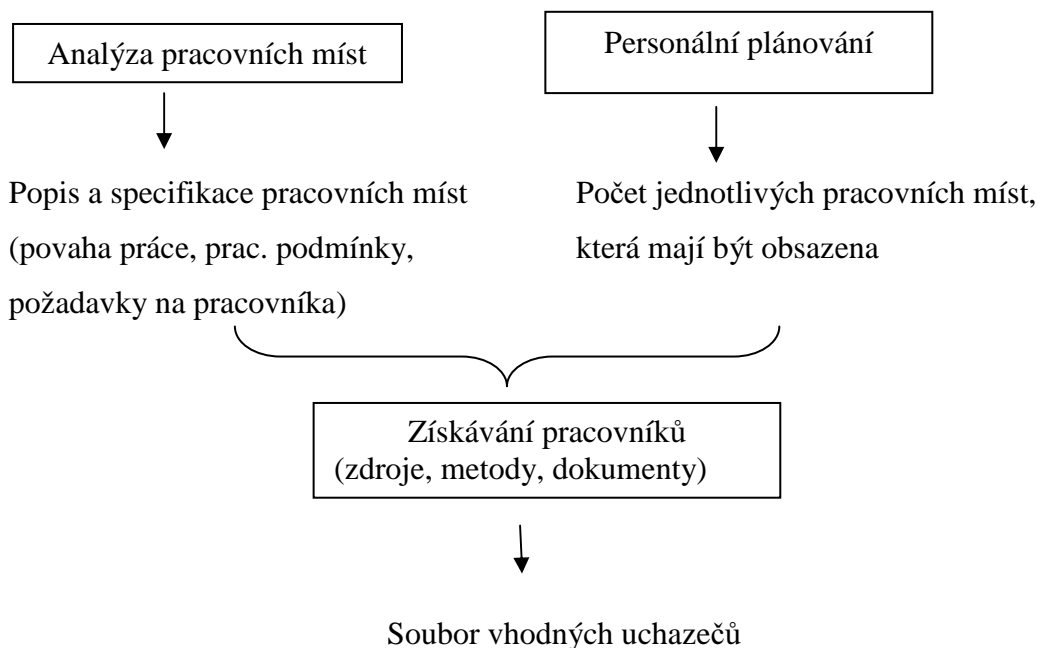 Analýza pracovních míst
Personální plánování
Popis a specifikace pracovních míst
(povaha práce, prac. podmínky,
požadavky na pracovníka)
Počet jednotlivých pracovních míst,
která mají být obsazena
Získávání pracovníků
(zdroje, metody, dokumenty)
Soubor vhodných uchazečů